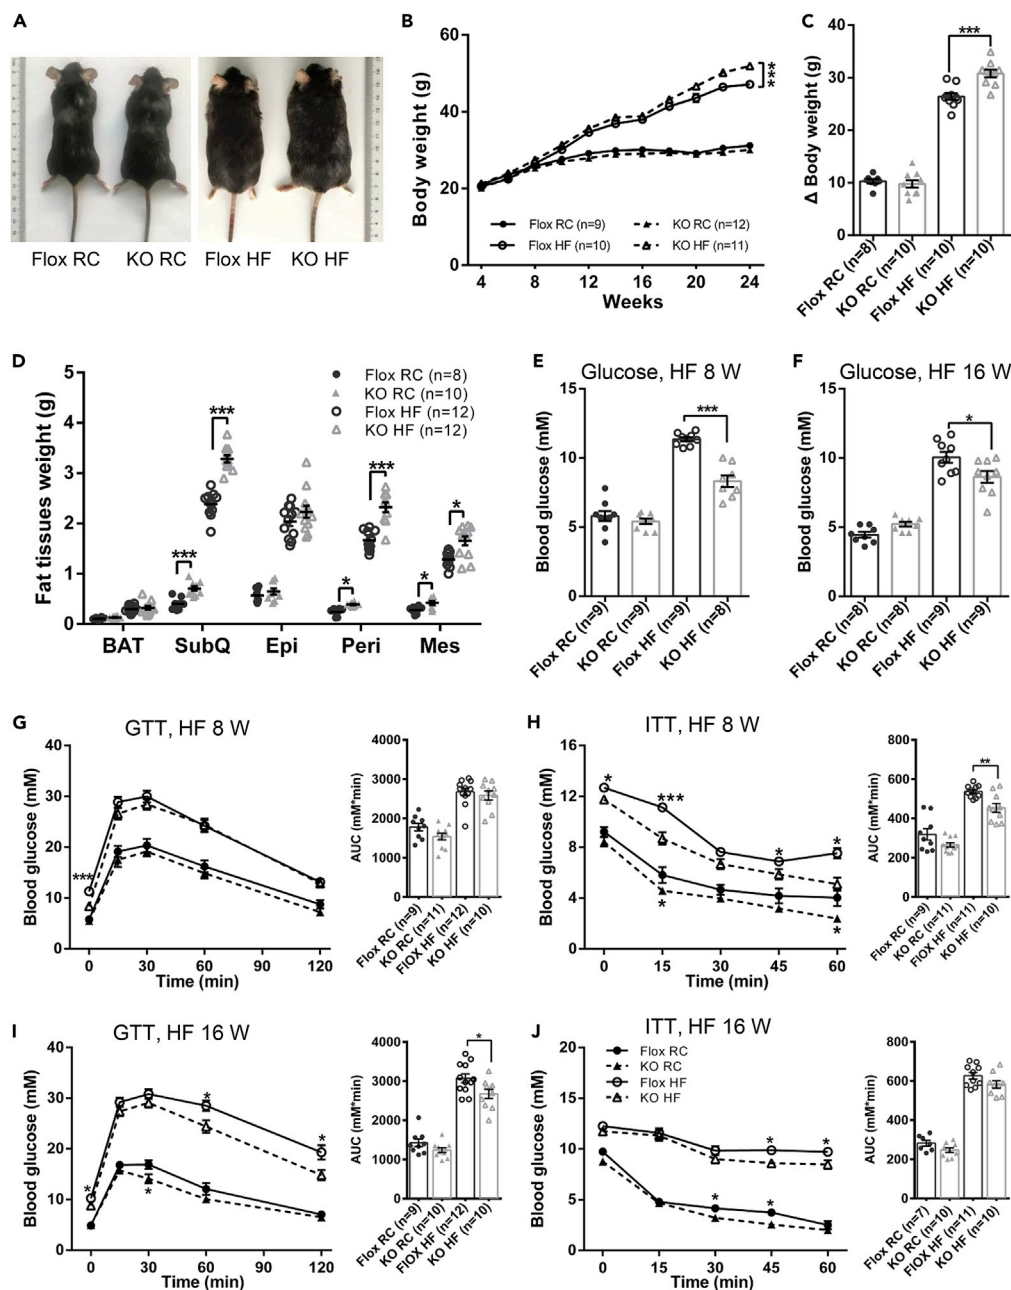 A
Flox RC
KO RC
Flox HF
KO HF
B
Body weight (g)
60
40
20
0
4
8
12
16
20
24
Weeks
Flox RC (n=9)
KO RC (n=12)
Flox HF (n=10)
KO HF (n=11)
***
C
Δ Body weight (g)
40
30
20
10
0
***
Flox RC (n=8)
KO RC (n=10)
Flox HF (n=10)
KO HF (n=10)
D
Fat tissues weight (g)
5
4
3
2
1
0
Flox RC (n=8)
KO RC (n=10)
Flox HF (n=12)
KO HF (n=12)
***
***
***
*
*
*
BAT
SubQ
Epi
Peri
Mes
E
Glucose, HF 8 W
Blood glucose (mM)
15
10
5
0
***
Flox RC (n=9)
KO RC (n=9)
Flox HF (n=9)
KO HF (n=8)
F
Glucose, HF 16 W
Blood glucose (mM)
15
10
5
0
*
Flox RC (n=8)
KO RC (n=8)
Flox HF (n=9)
KO HF (n=9)
G
GTT, HF 8 W
Blood glucose (mM)
40
30
20
10
0
***
0
30
60
90
120
Time (min)
AUC (mM*min)
4000
3000
2000
1000
0
Flox RC (n=9)
KO RC (n=11)
FlOX HF (n=12)
KO HF (n=10)
H
ITT, HF 8 W
Blood glucose (mM)
16
12
8
4
0
*
***
*
*
*
*
0
15
30
45
60
Time (min)
AUC (mM*min)
800
600
400
200
0
**
Flox RC (n=9)
KO RC (n=11)
FlOX HF (n=11)
KO HF (n=10)
I
GTT, HF 16 W
Blood glucose (mM)
40
30
20
10
0
*
*
*
*
0
30
60
90
120
Time (min)
AUC (mM*min)
4000
3000
2000
1000
0
*
Flox RC (n=9)
KO RC (n=10)
FlOX HF (n=12)
KO HF (n=10)
J
ITT, HF 16 W
Blood glucose (mM)
20
15
10
5
0
Flox RC
KO RC
Flox HF
KO HF
*
*
*
*
0
15
30
45
60
Time (min)
AUC (mM*min)
800
600
400
200
0
Flox RC (n=7)
KO RC (n=10)
FlOX HF (n=11)
KO HF (n=10)